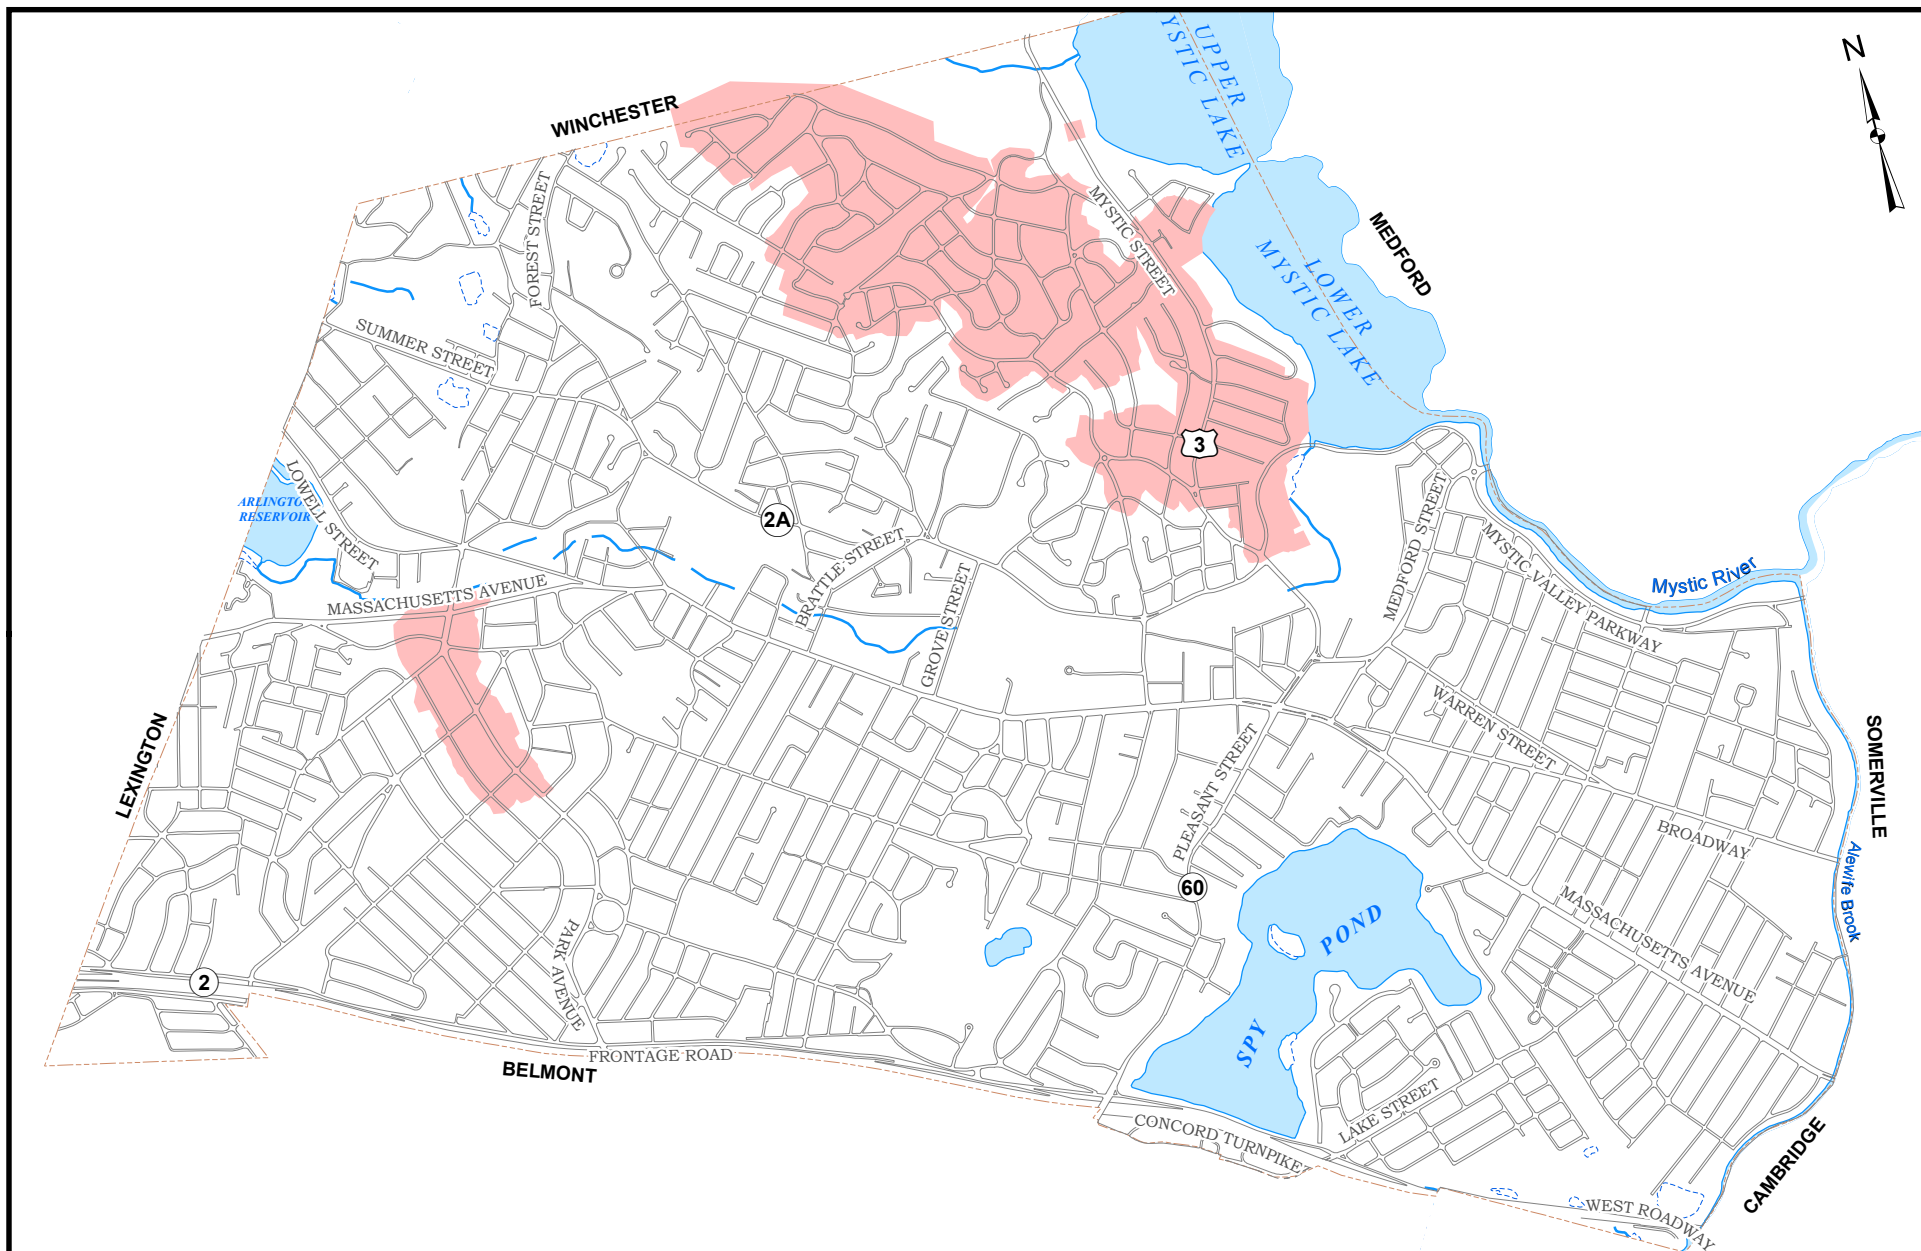 N
UPPER
MYSTIC LAKE
WINCHESTER
MYSTIC STREET
MEDFORD
FOREST STREET
LOWER
MYSTIC LAKE
SUMMER STREET
3
LOWELL STREET
ARLINGTON
RESERVOIR
2A
BRATTLE STREET
MEDFORD STREET
MYSTIC VALLEY PARKWAY
Mystic River
MASSACHUSETTS AVENUE
GROVE STREET
WARREN STREET
LEXINGTON
PLEASANT STREET
SOMERVILLE
BROADWAY
60
Alewife Brook
MASSACHUSETTS AVENUE
SPY POND
PARK AVENUE
2
FRONTAGE ROAD
BELMONT
LAKE STREET
CONCORD TURNPIKE
CAMBRIDGE
WEST ROADWAY